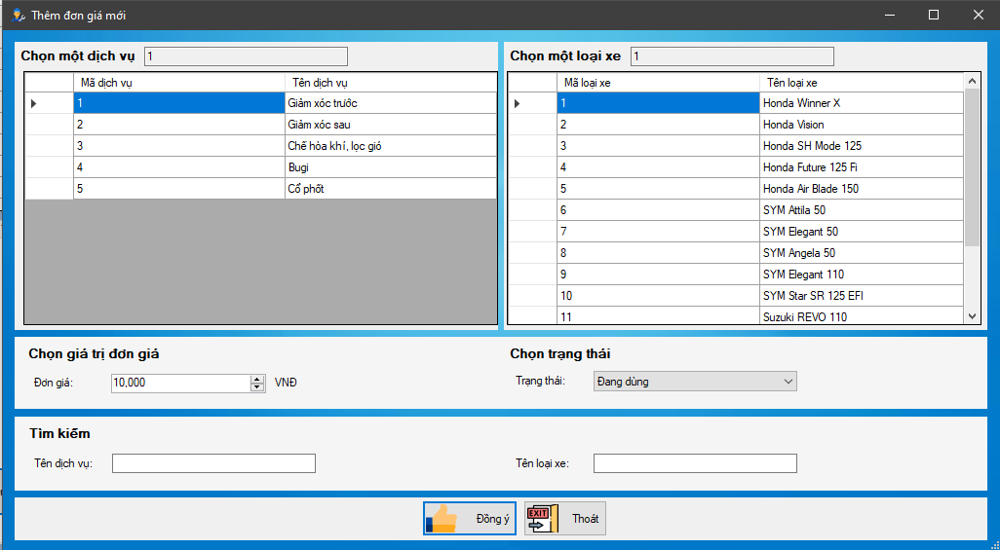 Thêm đơn giá mới
Chọn một dịch vụ 1
Mã dịch vụ Tên dịch vụ
1 Giảm xóc trước
2 Giảm xóc sau
3 Chế hòa khí, lọc gió
4 Bugi
5 Cổ phốt
Chọn một loại xe 1
Mã loại xe Tên loại xe
1 Honda Winner X
2 Honda Vision
3 Honda SH Mode 125
4 Honda Future 125 Fi
5 Honda Air Blade 150
6 SYM Attila 50
7 SYM Elegant 50
8 SYM Angela 50
9 SYM Elegant 110
10 SYM Star SR 125 EFI
11 Suzuki REVO 110
Chọn giá trị đơn giá
Đơn giá: 10,000 VNĐ
Chọn trạng thái
Trạng thái: Đang dùng
Tìm kiếm
Tên dịch vụ: Tên loại xe:
Đồng ý EXIT Thoát